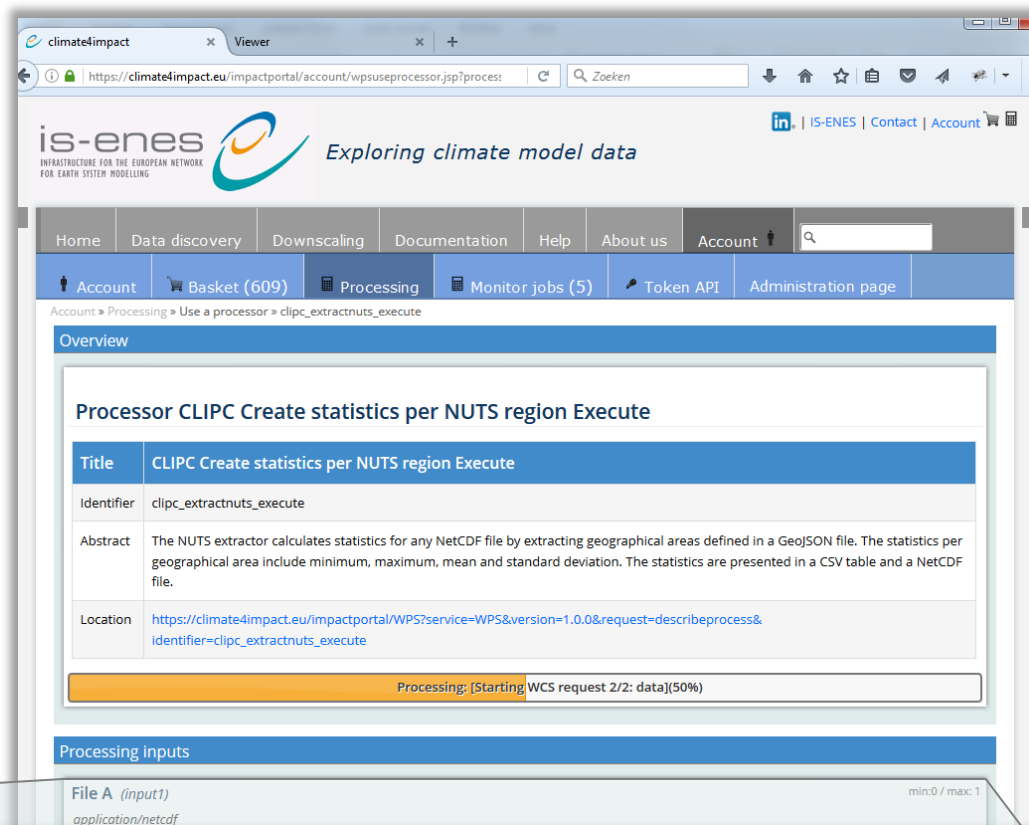 climate4impact × Viewer × +
https://climate4impact.eu/impactportal/account/wpsuseprocessor.jsp?process: Zoeken
in. | IS-ENES | Contact | Account
is-enes
INFRASTRUCTURE FOR THE EUROPEAN NETWORK
FOR EARTH SYSTEM MODELLING
Exploring climate model data
Home Data discovery Downscaling Documentation Help About us Account
Account Basket (609) Processing Monitor jobs (5) Token API Administration page
Account » Processing » Use a processor » clipc_extractnuts_execute
Overview
Processor CLIPC Create statistics per NUTS region Execute
Title CLIPC Create statistics per NUTS region Execute
Identifier clipc_extractnuts_execute
Abstract The NUTS extractor calculates statistics for any NetCDF file by extracting geographical areas defined in a GeoJSON file. The statistics per
geographical area include minimum, maximum, mean and standard deviation. The statistics are presented in a CSV table and a NetCDF
file.
Location https://climate4impact.eu/impactportal/WPS?service=WPS&version=1.0.0&request=describeprocess&
identifier=clipc_extractnuts_execute
Processing: [Starting WCS request 2/2: data](50%)
Processing inputs
File A (input1) min:0 / max: 1
application/netcdf